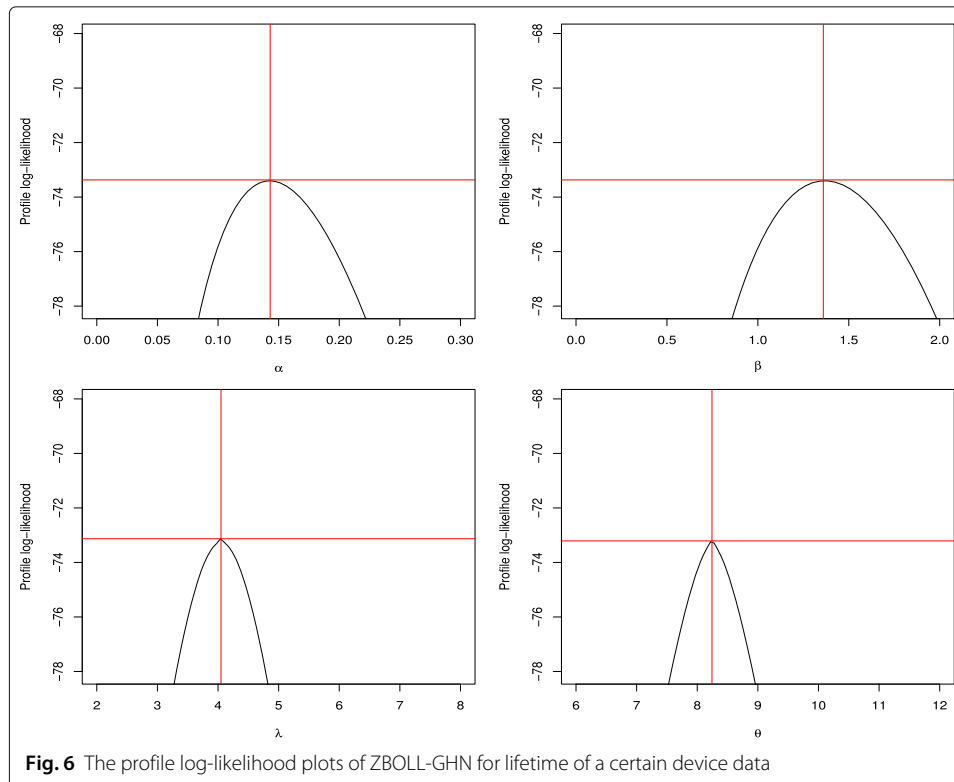 -68
-70
-72
-74
-76
-78
Profile log-likelihood
0.00 0.05 0.10 0.15 0.20 0.25 0.30
α
-68
-70
-72
-74
-76
-78
Profile log-likelihood
0.0 0.5 1.0 1.5 2.0
β
-68
-70
-72
-74
-76
-78
Profile log-likelihood
2 3 4 5 6 7 8
λ
-68
-70
-72
-74
-76
-78
Profile log-likelihood
6 7 8 9 10 11 12
θ
Fig. 6 The profile log-likelihood plots of ZBOLL-GHN for lifetime of a certain device data